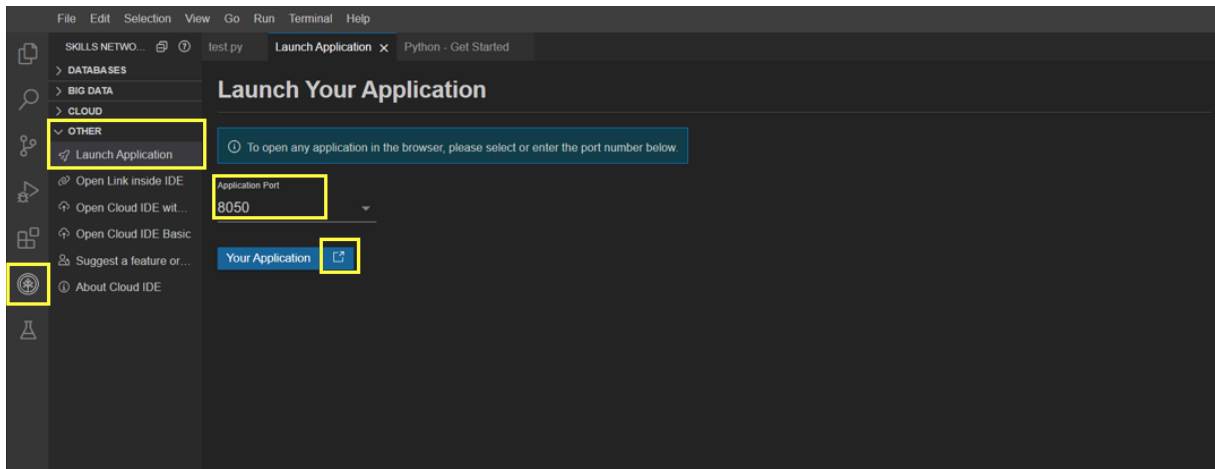 File Edit Selection View Go Run Terminal Help
SKILLS NETWO...
test.py Launch Application Python - Get Started
DATABASES
BIG DATA
CLOUD
OTHER
Launch Application
Open Link inside IDE
Open Cloud IDE wit...
Open Cloud IDE Basic
Suggest a feature or...
About Cloud IDE
Launch Your Application
To open any application in the browser, please select or enter the port number below.
Application Port
8050
Your Application